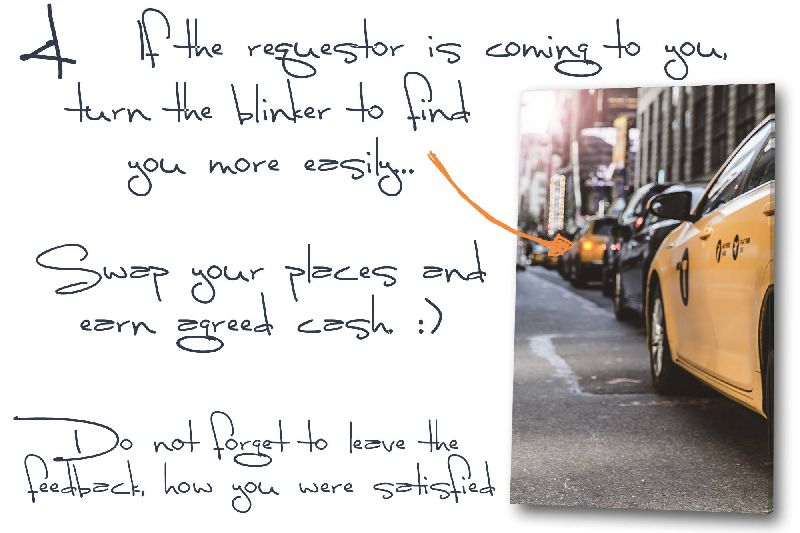 4 If the requestor is coming to you,
turn the blinker to find
you more easily...
Swap your places and
earn agreed cash. :)
Do not forget to leave the
feedback, how you were satisfied